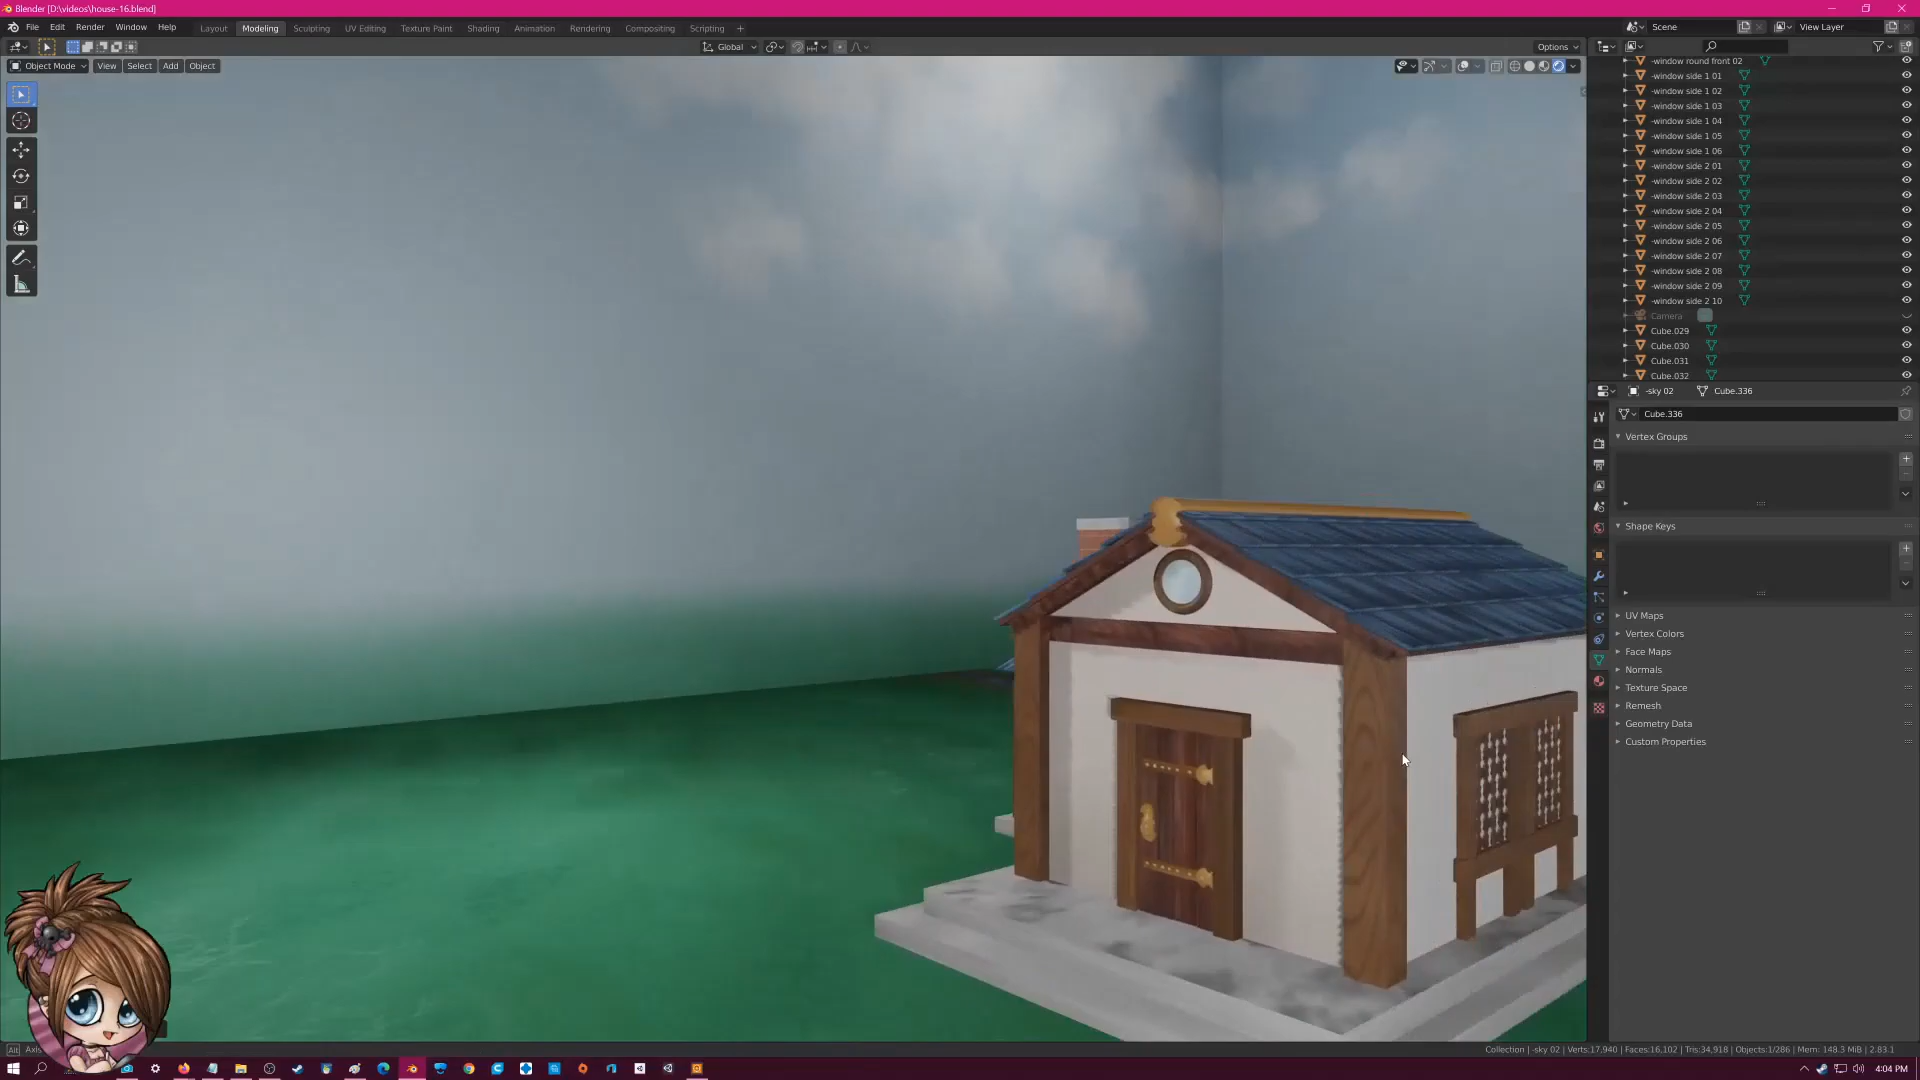 Blender [D:\videos\house-16.blend]
File Edit Render Window Help
Layout Modeling Sculpting UV Editing Texture Paint Shading Animation Rendering Compositing Scripting +
Scene
View Layer
Global
Options
Object Mode View Select Add Object
-window round front 02
-window side 1 01
-window side 1 02
-window side 1 03
-window side 1 04
-window side 1 05
-window side 1 06
-window side 2 01
-window side 2 02
-window side 2 03
-window side 2 04
-window side 2 05
-window side 2 06
-window side 2 07
-window side 2 08
-window side 2 09
-window side 2 10
Camera
Cube.029
Cube.030
Cube.031
Cube.032
-sky 02 Cube.336
Cube.336
Vertex Groups
Shape Keys
UV Maps
Vertex Colors
Face Maps
Normals
Texture Space
Remesh
Geometry Data
Custom Properties
Collection | -sky 02 | Verts:17,940 | Faces:16,102 | Tris:34,918 | Objects:1/286 | Mem: 148.3 MiB | 2.83.1
4:04 PM